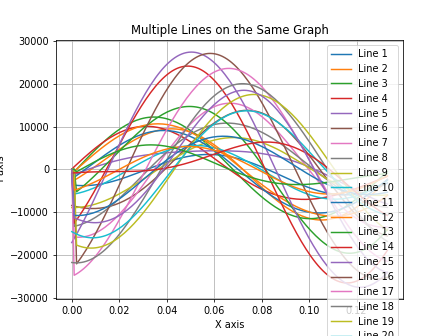 Multiple Lines on the Same Graph
30000
20000
10000
0
-10000
-20000
-30000
0.00
0.02
0.04
0.06
0.08
0.10
X axis
axis
Line 1
Line 2
Line 3
Line 4
Line 5
Line 6
Line 7
Line 8
Line 9
Line 10
Line 11
Line 12
Line 13
Line 14
Line 15
Line 16
Line 17
Line 18
Line 19
Line 20